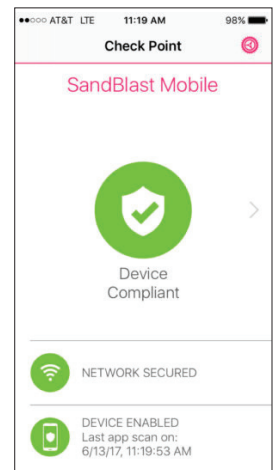 AT&T LTE 11:19 AM 98%
Check Point
SandBlast Mobile
Device
Compliant
NETWORK SECURED
DEVICE ENABLED
Last app scan on:
6/13/17, 11:19:53 AM